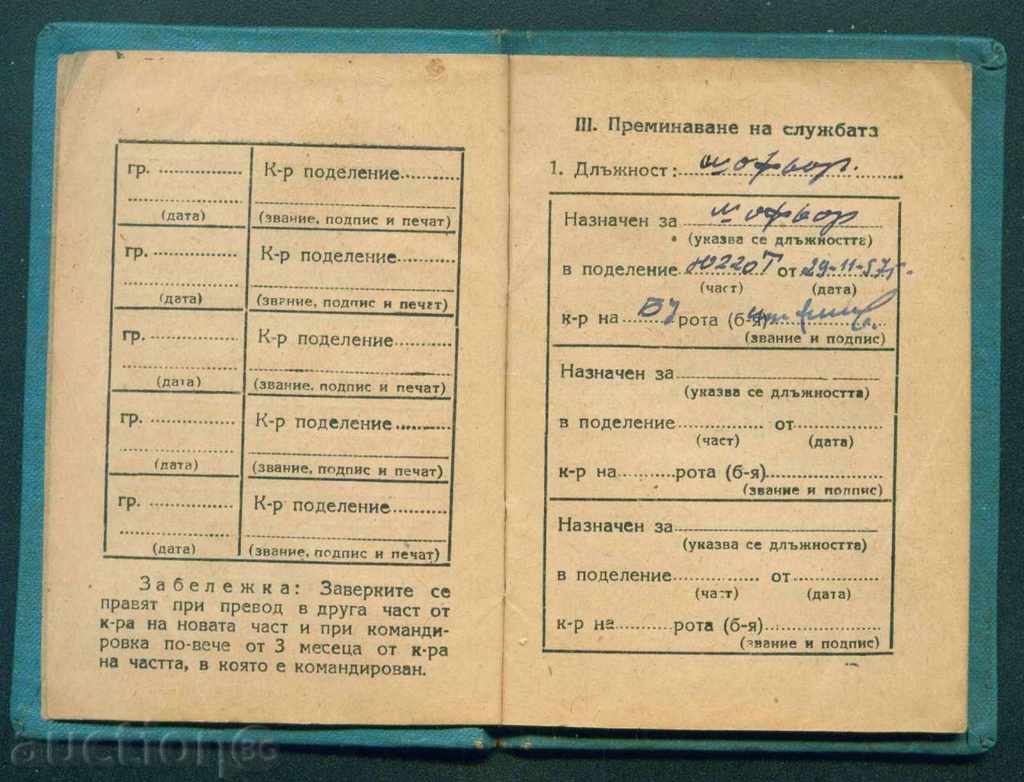 гр. .................. К-р поделение...............
.......................... ............................................
(дата) (звание, подпис и печат)
гр. .................. К-р поделение...............
.......................... ............................................
(дата) (звание, подпис и печат)
гр. .................. К-р поделение...............
.......................... ............................................
(дата) (звание, подпис и печат)
гр. .................. К-р поделение...............
.......................... ............................................
(дата) (звание, подпис и печат)
гр. .................. К-р поделение...............
.......................... ............................................
(дата) (звание, подпис и печат)
Забележка: Заверките се
правят при превод в друга част от
к-ра на новата част и при команди-
ровка по-вече от 3 месеца от к-ра
на частта, в която е командирован.
III. Преминаване на службата
1. Длъжност: шофьор.
Назначен за шофьор
(указва се длъжността)
в поделение 10220Т от 29-11-57г.
(част) (дата)
к-р на рота (б-я)
(звание и подпис)
Назначен за
(указва се длъжността)
в поделение............... от...............
(част) (дата)
к-р на..........рота (б-я)....................
(звание и подпис)
Назначен за
(указва се длъжността)
в поделение............... от...............
(част) (дата)
к-р на..........рота (б-я)....................
(звание и подпис)
auction.bg